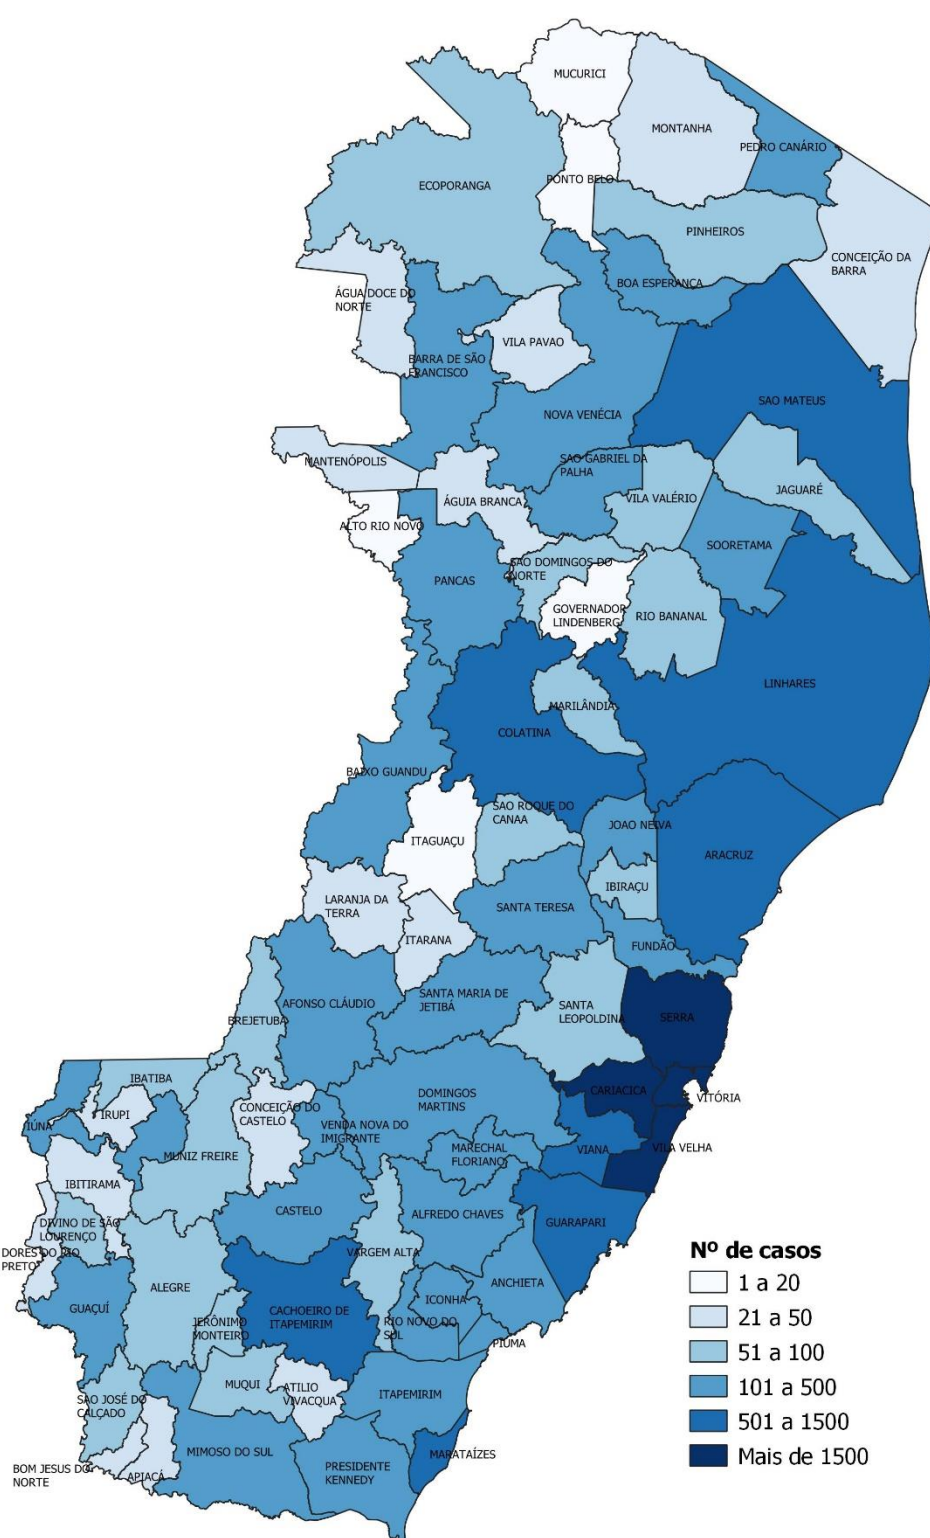 MUCURICI
MONTANHA
PEDRO CANÁRIO
PONTO BELO
ECOPORANGA
PINHEIROS
CONCEIÇÃO DA
BARRA
BOA ESPERANÇA
ÁGUA DOCE DO
NORTE
VILA PAVAO
BARRA DE SÃO
FRANCISCO
SAO MATEUS
NOVA VENÉCIA
MANTENÓPOLIS
SAO GABRIEL DA
PALHA
JAGUARÉ
VILA VALÉRIO
ÁGUIA BRANCA
ALTO RIO NOVO
SOORETAMA
SAO DOMINGOS DO
NORTE
PANCAS
GOVERNADOR
LINDENBERG
RIO BANANAL
LINHARES
MARILÂNDIA
COLATINA
BAIXO GUANDU
SAO ROQUE DO
CANAA
JOAO NEIVA
ITAGUAÇU
ARACRUZ
IBIRAÇU
LARANJA DA
TERRA
SANTA TERESA
ITARANA
FUNDÃO
SANTA MARIA DE
JETIBÁ
AFONSO CLÁUDIO
SANTA
LEOPOLDINA
SERRA
BREJETUBA
IBATIBA
DOMINGOS
MARTINS
CARIACICA
VITÓRIA
IRUPI
CONCEIÇÃO DO
CASTELO
IÚNA
VENDA NOVA DO
IMIGRANTE
MARECHAL
FLORIANO
VIANA
VILA VELHA
MUNIZ FREIRE
IBITIRAMA
CASTELO
ALFREDO CHAVES
GUARAPARI
DIVINO DE SÃO
LOURENÇO
DORES DO RIO
PRETO
VARGEM ALTA
ANCHIETA
ALEGRE
ICONHA
GUAÇUÍ
CACHOEIRO DE
ITAPEMIRIM
JERÔNIMO
MONTEIRO
RIO NOVO DO
SUL
PIÚMA
MUQUI
ATILIO
VIVACQUA
ITAPEMIRIM
SAO JOSÉ DO
CALÇADO
MIMOSO DO SUL
MARATAÍZES
PRESIDENTE
KENNEDY
BOM JESUS DO
NORTE
APIACÁ
Nº de casos
1 a 20
21 a 50
51 a 100
101 a 500
501 a 1500
Mais de 1500